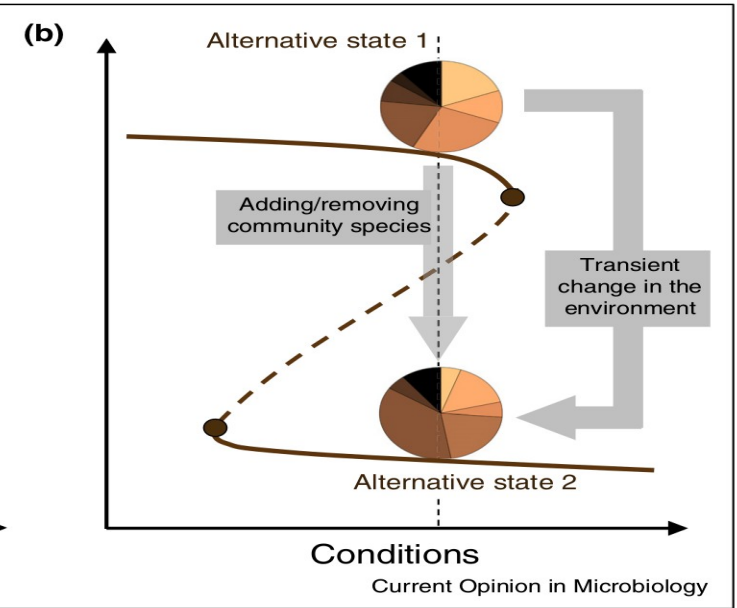 (b)
Alternative state 1
Adding/removing
community species
Transient
change in the
environment
Alternative state 2
Conditions
Current Opinion in Microbiology